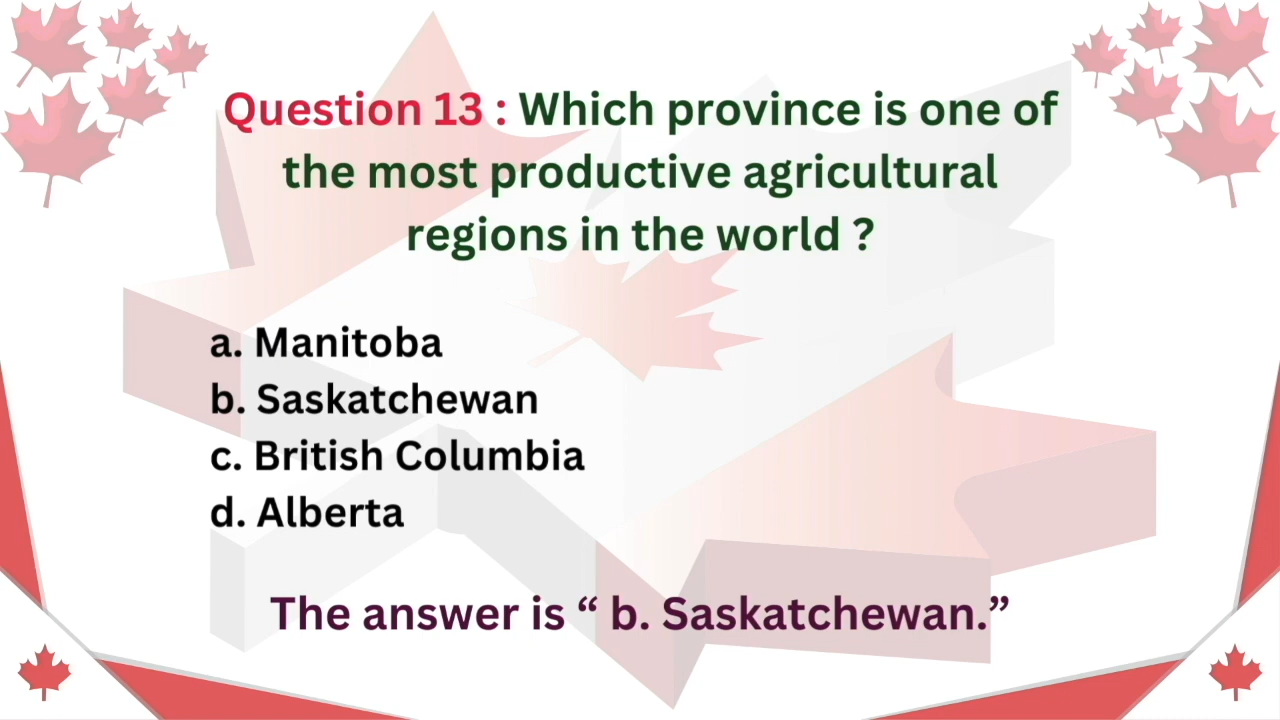 Question 13 : Which province is one of
the most productive agricultural
regions in the world ?
a. Manitoba
b. Saskatchewan
c. British Columbia
d. Alberta
The answer is “ b. Saskatchewan.”